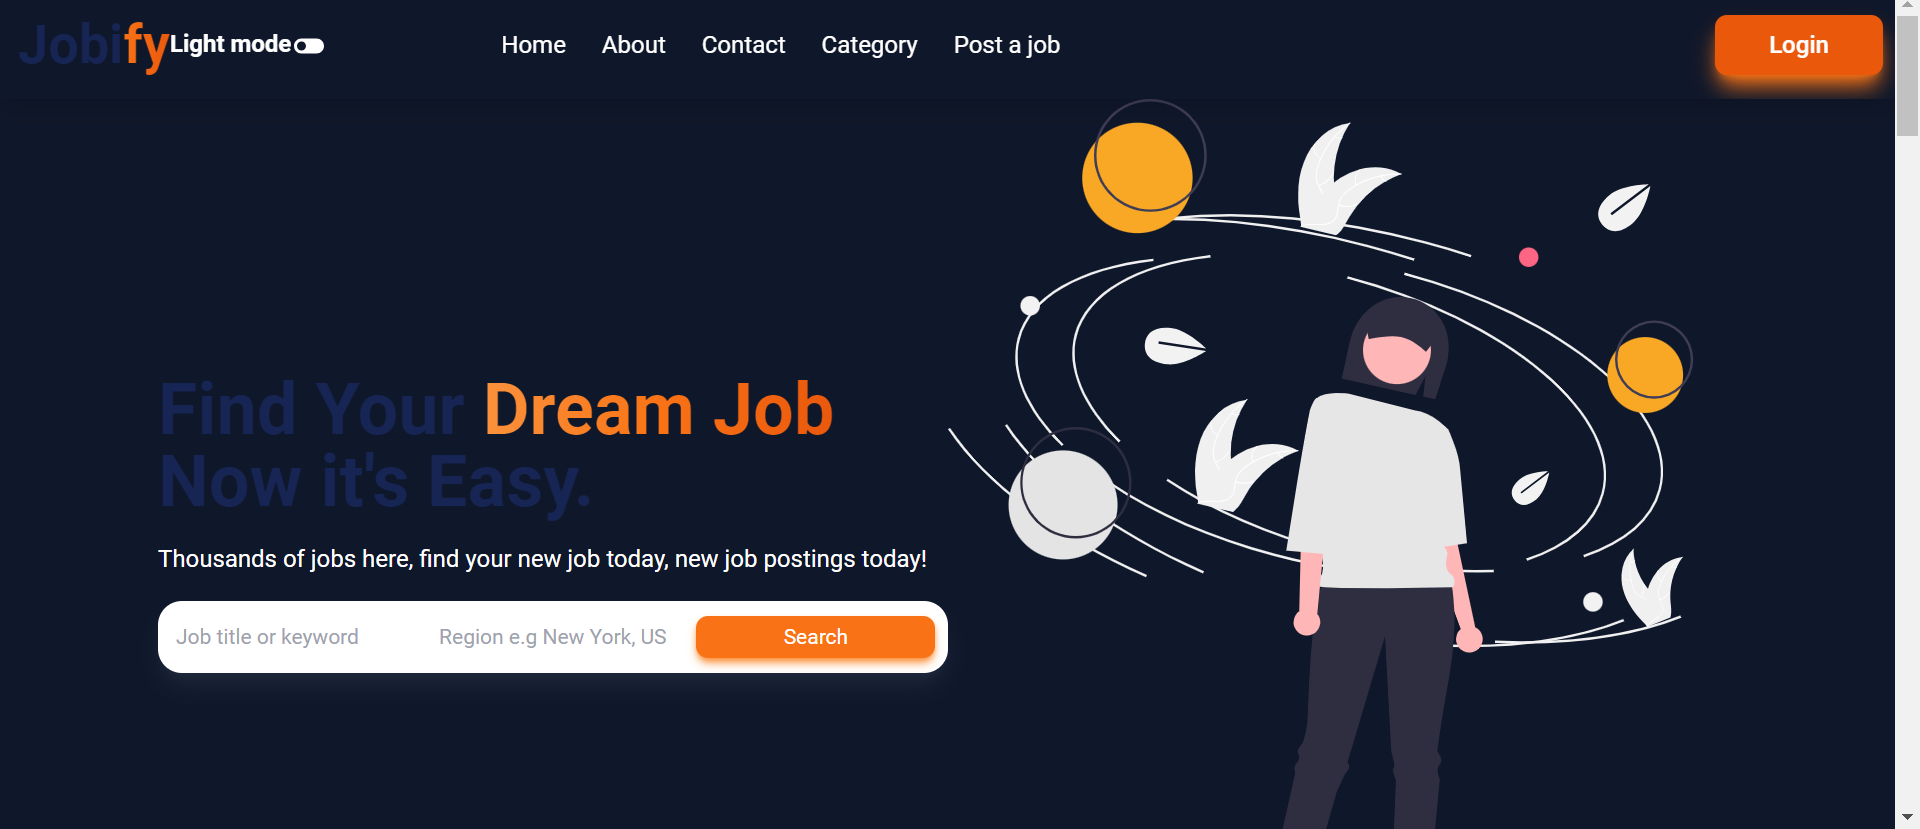 Jobify Light mode Home About Contact Category Post a job Login
Find Your Dream Job
Now it's Easy.
Thousands of jobs here, find your new job today, new job postings today!
Job title or keyword Region e.g New York, US Search